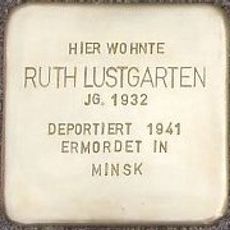 HIER WOHNTE
RUTH LUSTGARTEN
JG. 1932
DEPORTIERT 1941
ERMORDET IN
MINSK